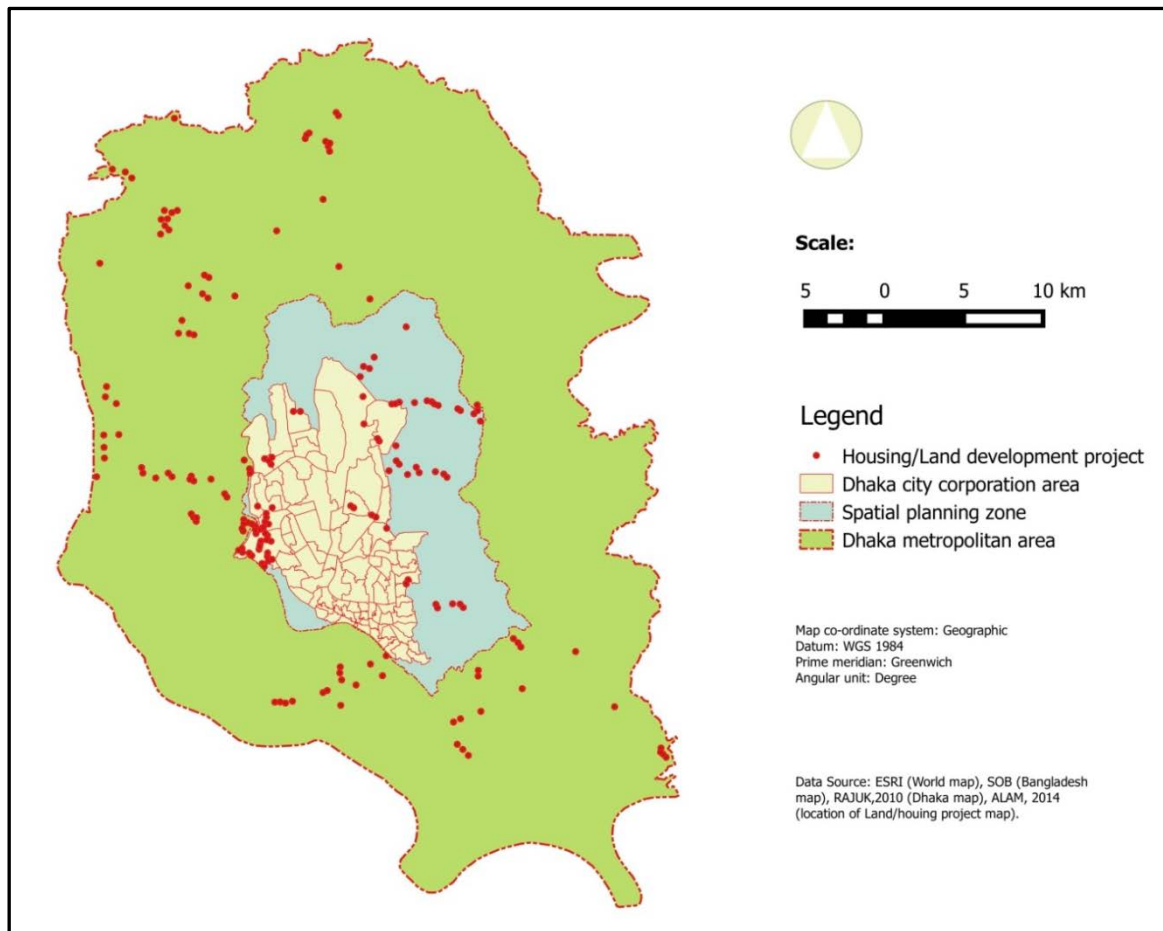 Scale:
5 0 5 10 km
Legend
Housing/Land development project
Dhaka city corporation area
Spatial planning zone
Dhaka metropolitan area
Map co-ordinate system: Geographic
Datum: WGS 1984
Prime meridian: Greenwich
Angular unit: Degree
Data Source: ESRI (World map), SOB (Bangladesh
map), RAJUK,2010 (Dhaka map), ALAM, 2014
(location of Land/houing project map).